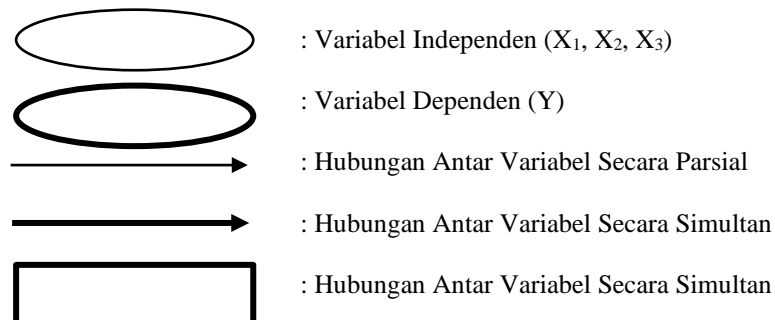 : Variabel Independen (X₁, X₂, X₃)
: Variabel Dependen (Y)
: Hubungan Antar Variabel Secara Parsial
: Hubungan Antar Variabel Secara Simultan
: Hubungan Antar Variabel Secara Simultan